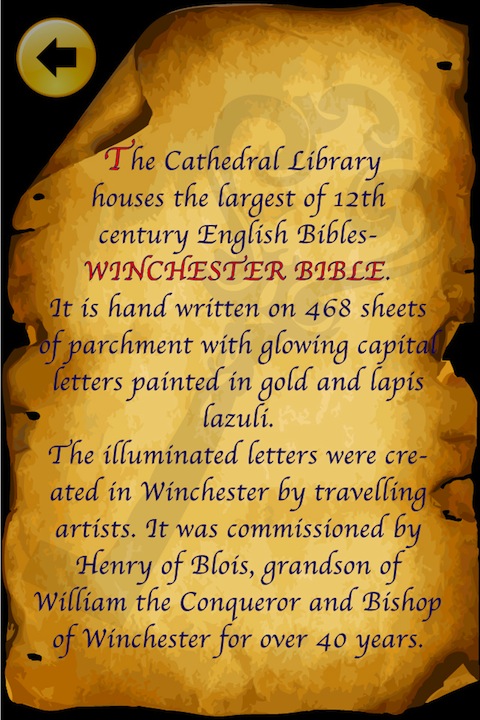 The Cathedral Library
houses the largest of 12th
century English Bibles-
WINCHESTER BIBLE.
It is hand written on 468 sheets
of parchment with glowing capital
letters painted in gold and lapis
lazuli.
The illuminated letters were cre-
ated in Winchester by travelling
artists. It was commissioned by
Henry of Blois, grandson of
William the Conqueror and Bishop
of Winchester for over 40 years.